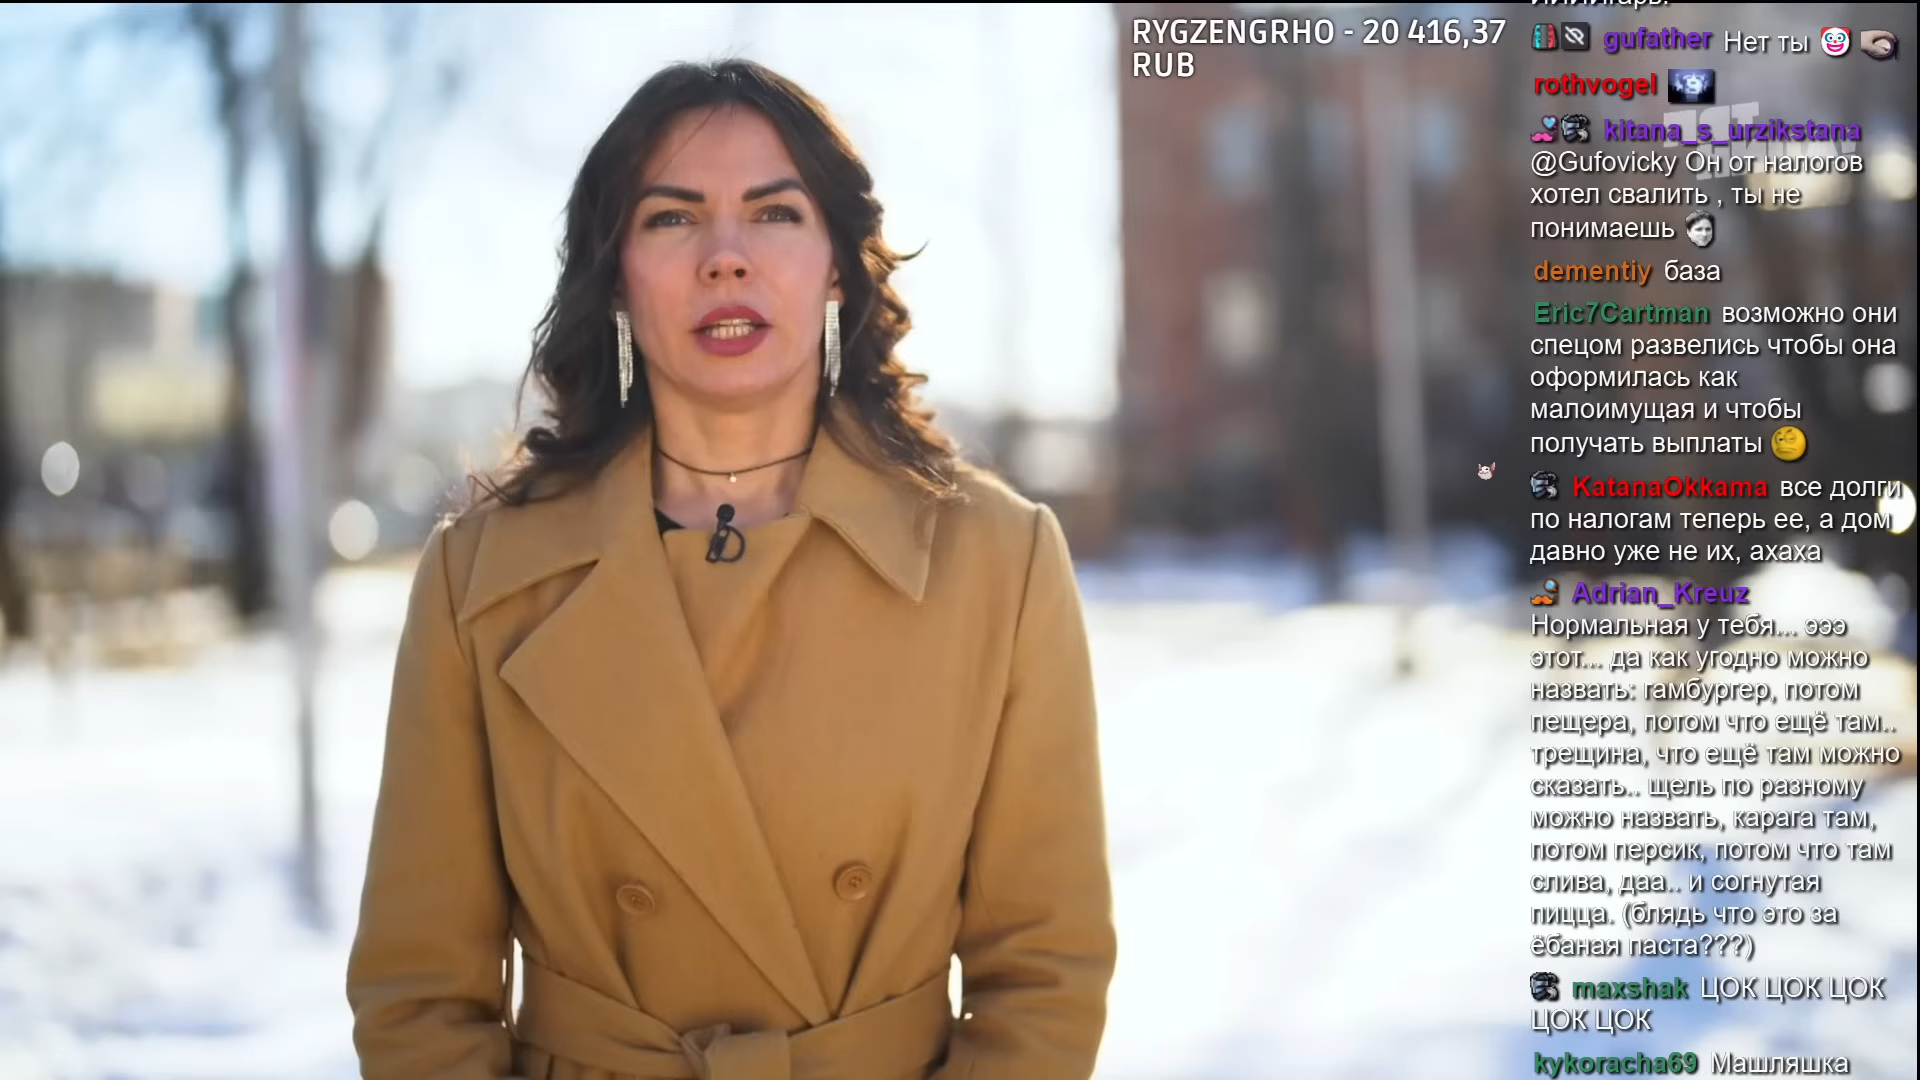 RYGZENGRHO - 20 416,37
RUB
gufather Нет ты
rothvogel
kitana_s_urzikstana
@Gufovicky Он от налогов
хотел свалить , ты не
понимаешь
dementiy база
Eric7Cartman возможно они
спецом развелись чтобы она
оформилась как
малоимущая и чтобы
получать выплаты
KatanaOkkama все долги
по налогам теперь ее, а дом
давно уже не их, ахаха
Adrian_Kreuz
Нормальная у тебя... эээ
этот... да как угодно можно
назвать: гамбургер, потом
пещера, потом что ещё там..
трещина, что ещё там можно
сказать.. щель по разному
можно назвать, карага там,
потом персик, потом что там
слива, даа.. и согнутая
пицца. (блядь что это за
ёбаная паста???)
maxshak ЦОК ЦОК ЦОК
ЦОК ЦОК
kykoracha69 Машляшка